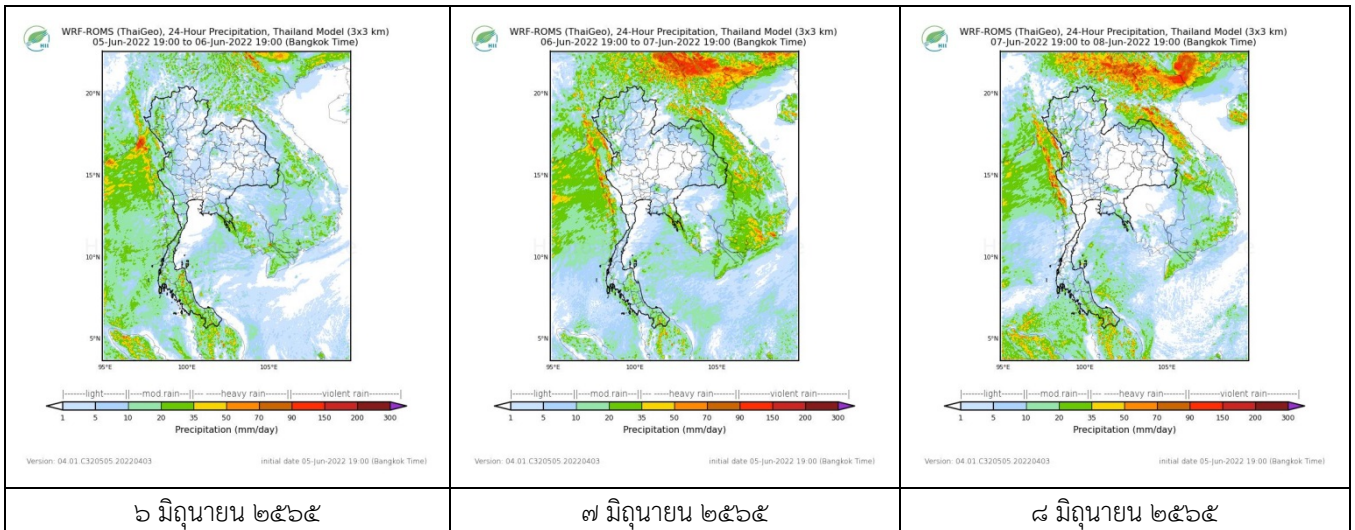 HII
WRF-ROMS (ThaiGeo), 24-Hour Precipitation, Thailand Model (3x3 km)
05-Jun-2022 19:00 to 06-Jun-2022 19:00 (Bangkok Time)
20°N
15°N
10°N
5°N
95°E 100°E 105°E
|-------light------||---mod.rain---||--- ---heavy rain---||-------violent rain-------|
1 5 10 20 35 50 70 90 150 200 300
Precipitation (mm/day)
Version: 04.01.C320505.20220403 initial date 05-Jun-2022 19:00 (Bangkok Time)
๖ มิถุนายน ๒๕๖๕
HII
WRF-ROMS (ThaiGeo), 24-Hour Precipitation, Thailand Model (3x3 km)
06-Jun-2022 19:00 to 07-Jun-2022 19:00 (Bangkok Time)
20°N
15°N
10°N
5°N
95°E 100°E 105°E
|-------light------||---mod.rain---||--- ---heavy rain---||-------violent rain-------|
1 5 10 20 35 50 70 90 150 200 300
Precipitation (mm/day)
Version: 04.01.C320505.20220403 initial date 05-Jun-2022 19:00 (Bangkok Time)
๗ มิถุนายน ๒๕๖๕
HII
WRF-ROMS (ThaiGeo), 24-Hour Precipitation, Thailand Model (3x3 km)
07-Jun-2022 19:00 to 08-Jun-2022 19:00 (Bangkok Time)
20°N
15°N
10°N
5°N
95°E 100°E 105°E
|-------light------||---mod.rain---||--- ---heavy rain---||-------violent rain-------|
1 5 10 20 35 50 70 90 150 200 300
Precipitation (mm/day)
Version: 04.01.C320505.20220403 initial date 05-Jun-2022 19:00 (Bangkok Time)
๘ มิถุนายน ๒๕๖๕